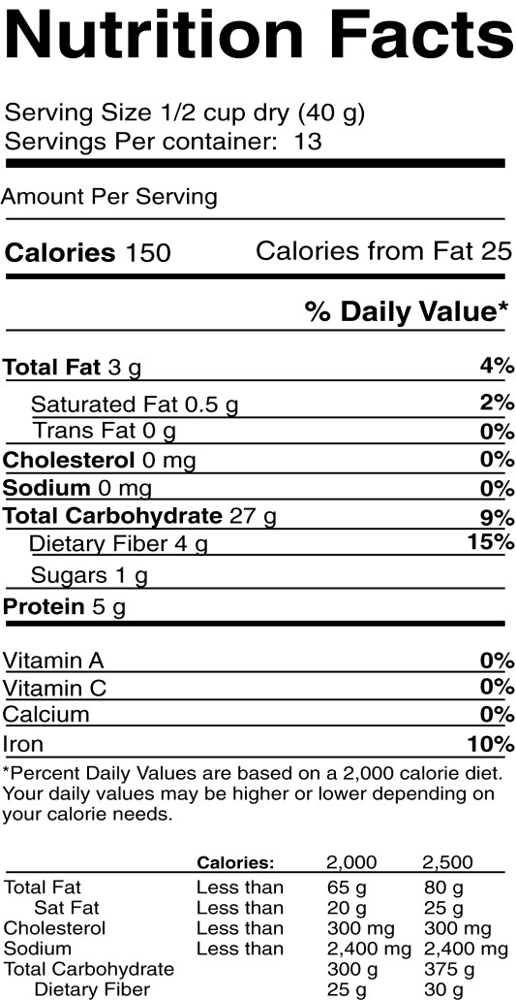 Nutrition Facts
Serving Size 1/2 cup dry (40 g)
Servings Per container: 13
Amount Per Serving
Calories 150 Calories from Fat 25
% Daily Value*
Total Fat 3 g 4%
Saturated Fat 0.5 g 2%
Trans Fat 0 g 0%
Cholesterol 0 mg 0%
Sodium 0 mg 0%
Total Carbohydrate 27 g 9%
Dietary Fiber 4 g 15%
Sugars 1 g
Protein 5 g
Vitamin A 0%
Vitamin C 0%
Calcium 0%
Iron 10%
*Percent Daily Values are based on a 2,000 calorie diet.
Your daily values may be higher or lower depending on
your calorie needs.
Calories: 2,000 2,500
Total Fat Less than 65 g 80 g
Sat Fat Less than 20 g 25 g
Cholesterol Less than 300 mg 300 mg
Sodium Less than 2,400 mg 2,400 mg
Total Carbohydrate 300 g 375 g
Dietary Fiber 25 g 30 g